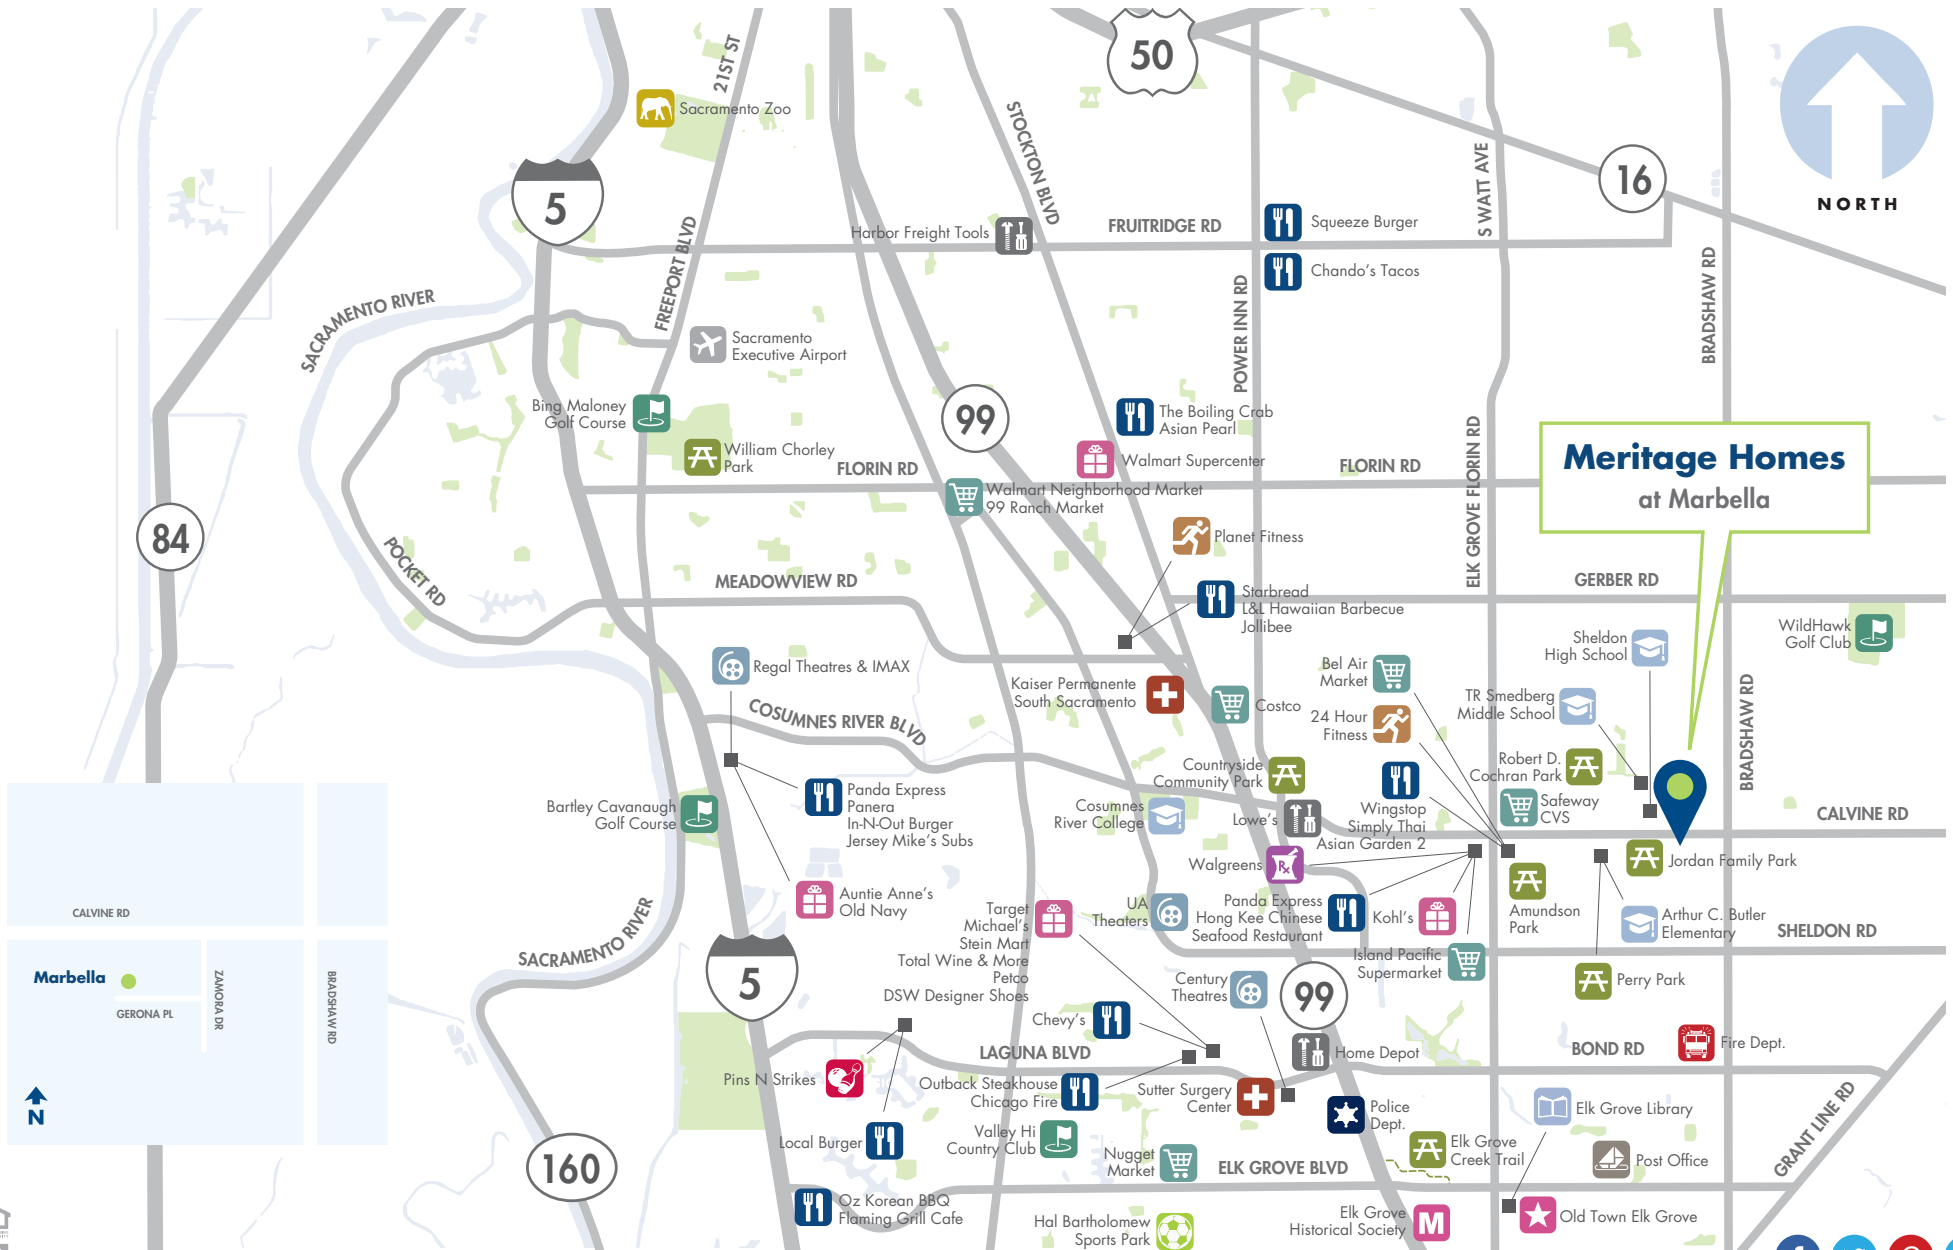 50
21ST ST
Sacramento Zoo
STOCKTON BLVD
S WATT AVE
16
NORTH
5
FREEPORT BLVD
Harbor Freight Tools
FRUITRIDGE RD
Squeeze Burger
Chando's Tacos
SACRAMENTO RIVER
POWER INN RD
BRADSHAW RD
Sacramento
Executive Airport
Bing Maloney
Golf Course
99
The Boiling Crab
Asian Pearl
William Chorley
Park
FLORIN RD
Walmart Supercenter
FLORIN RD
ELK GROVE FLORIN RD
Meritage Homes
at Marbella
Walmart Neighborhood Market
99 Ranch Market
84
Planet Fitness
POCKET RD
MEADOWVIEW RD
GERBER RD
Starbread
L&L Hawaiian Barbecue
Jollibee
WildHawk
Golf Club
Sheldon
High School
Regal Theatres & IMAX
Bel Air
Market
Kaiser Permanente
South Sacramento
Costco
TR Smedberg
Middle School
BRADSHAW RD
COSUMNES RIVER BLVD
24 Hour
Fitness
Robert D.
Cochran Park
Countryside
Community Park
Panda Express
Panera
In-N-Out Burger
Jersey Mike's Subs
Bartley Cavanaugh
Golf Course
Cosumnes
River College
Lowe's
Wingstop
Simply Thai
Asian Garden 2
Safeway
CVS
CALVINE RD
Walgreens
Rx
Jordan Family Park
Auntie Anne's
Old Navy
Target
Michael's
Stein Mart
Total Wine & More
Petco
DSW Designer Shoes
UA
Theaters
Panda Express
Hong Kee Chinese
Seafood Restaurant
Kohl's
Amundson
Park
Arthur C. Butler
Elementary
SHELDON RD
CALVINE RD
SACRAMENTO RIVER
Island Pacific
Supermarket
Marbella
ZAMORA DR
BRADSHAW RD
GERONA PL
5
Century
Theatres
99
Perry Park
Chevy's
LAGUNA BLVD
Home Depot
BOND RD
Fire Dept.
Pins N Strikes
Outback Steakhouse
Chicago Fire
Sutter Surgery
Center
Police
Dept.
Elk Grove Library
GRANT LINE RD
N
Local Burger
Valley Hi
Country Club
Nugget
Market
ELK GROVE BLVD
Elk Grove
Creek Trail
Post Office
160
Oz Korean BBQ
Flaming Grill Cafe
Hal Bartholomew
Sports Park
Elk Grove
Historical Society
M
Old Town Elk Grove